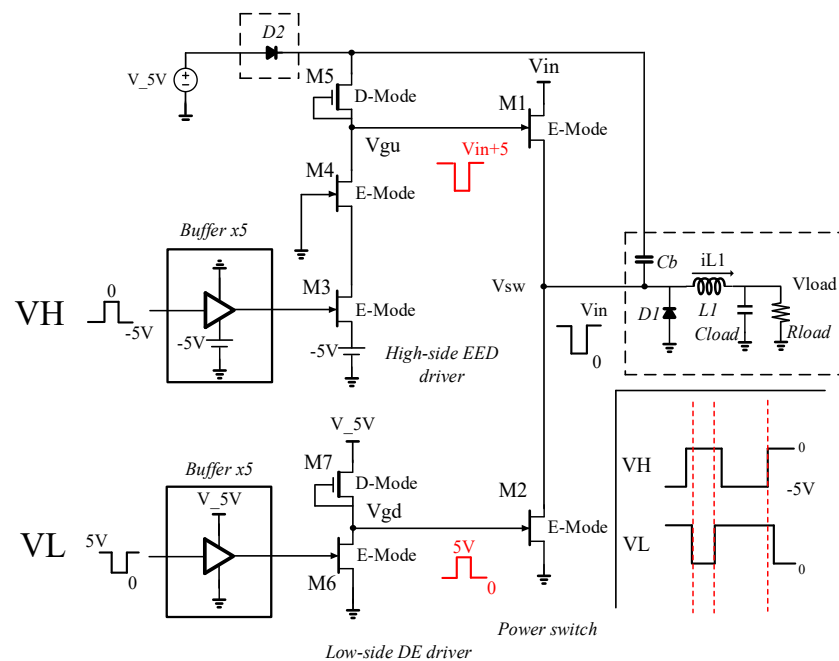 D2
V_5V
M5
D-Mode
Vgu
Vin
M1
E-Mode
Vin+5
M4
E-Mode
Buffer x5
VH
0
-5V
-5V
M3
E-Mode
-5V
High-side EED
driver
Vsw
Vin
0
Cb
iL1
Vload
D1
L1
Cload
Rload
V_5V
M7
D-Mode
Vgd
Buffer x5
V_5V
VL
5V
0
E-Mode
M6
5V
0
M2
E-Mode
Power switch
Low-side DE driver
VH
0
-5V
VL
0